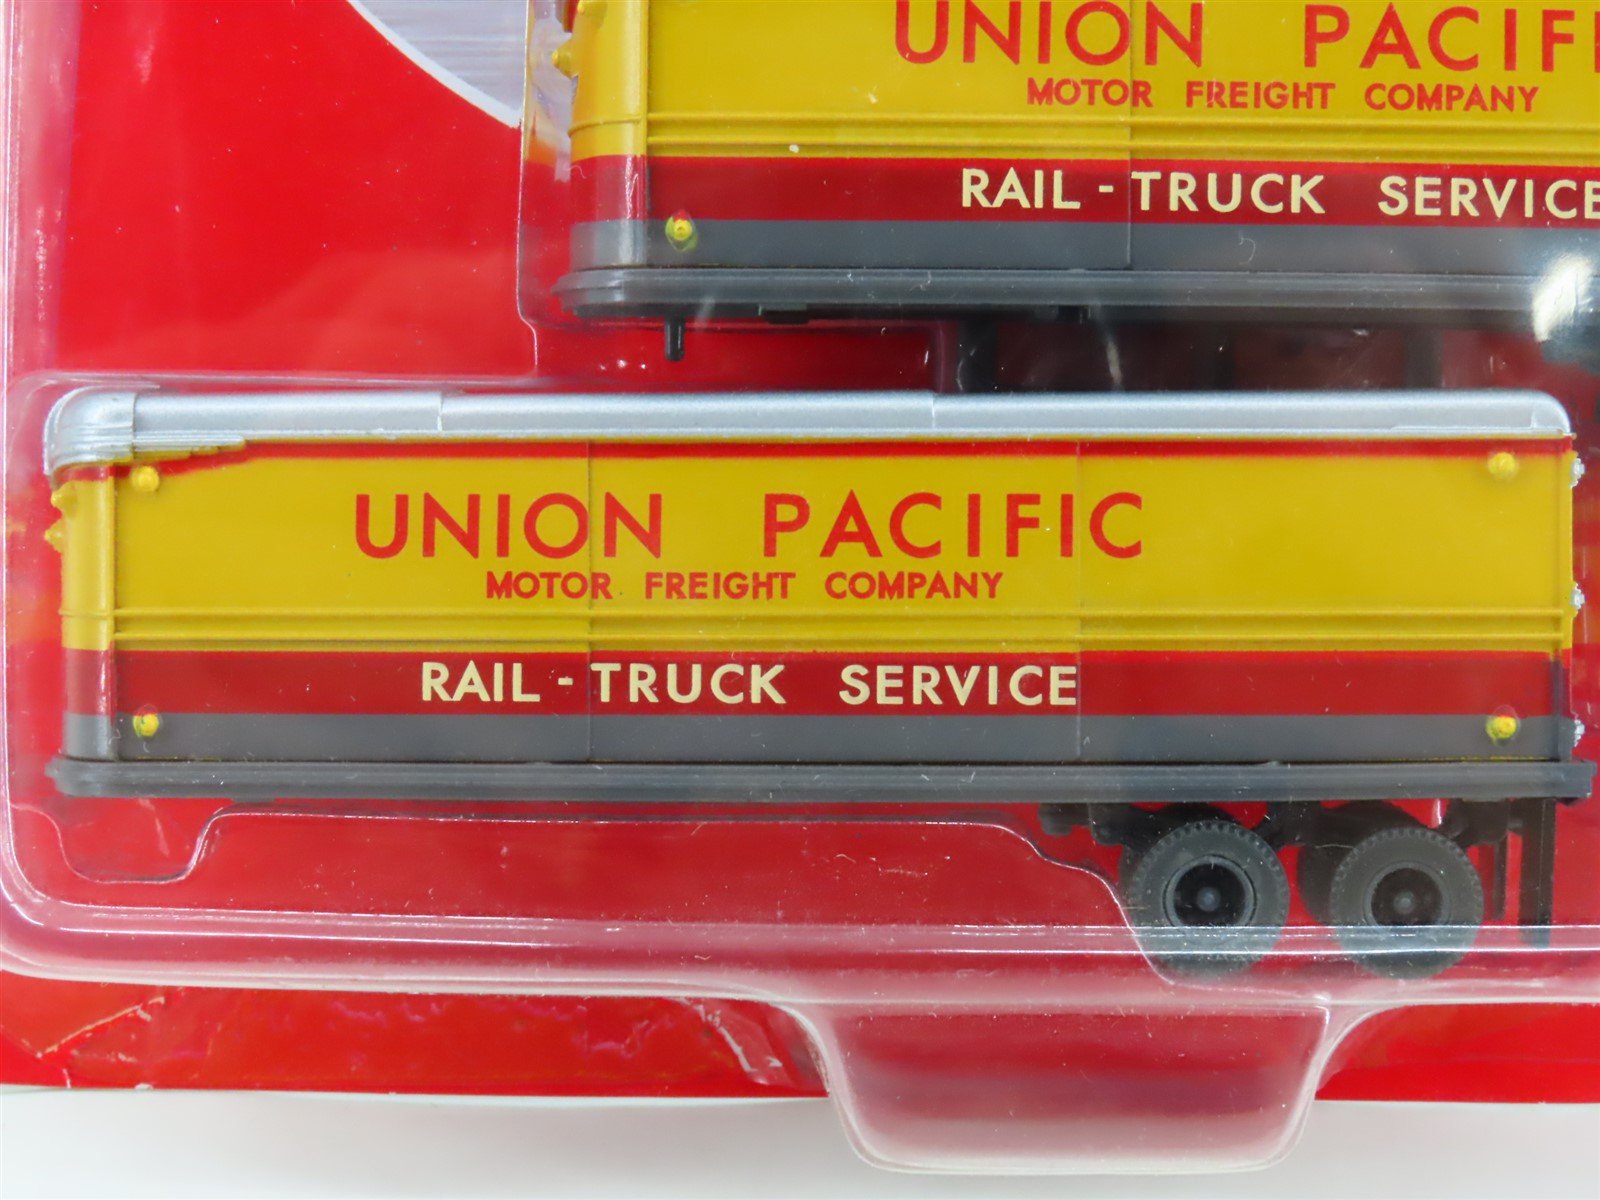 UNION PACIFI
MOTOR FREIGHT COMPANY
RAIL - TRUCK SERVICE
UNION PACIFIC
MOTOR FREIGHT COMPANY
RAIL - TRUCK SERVICE